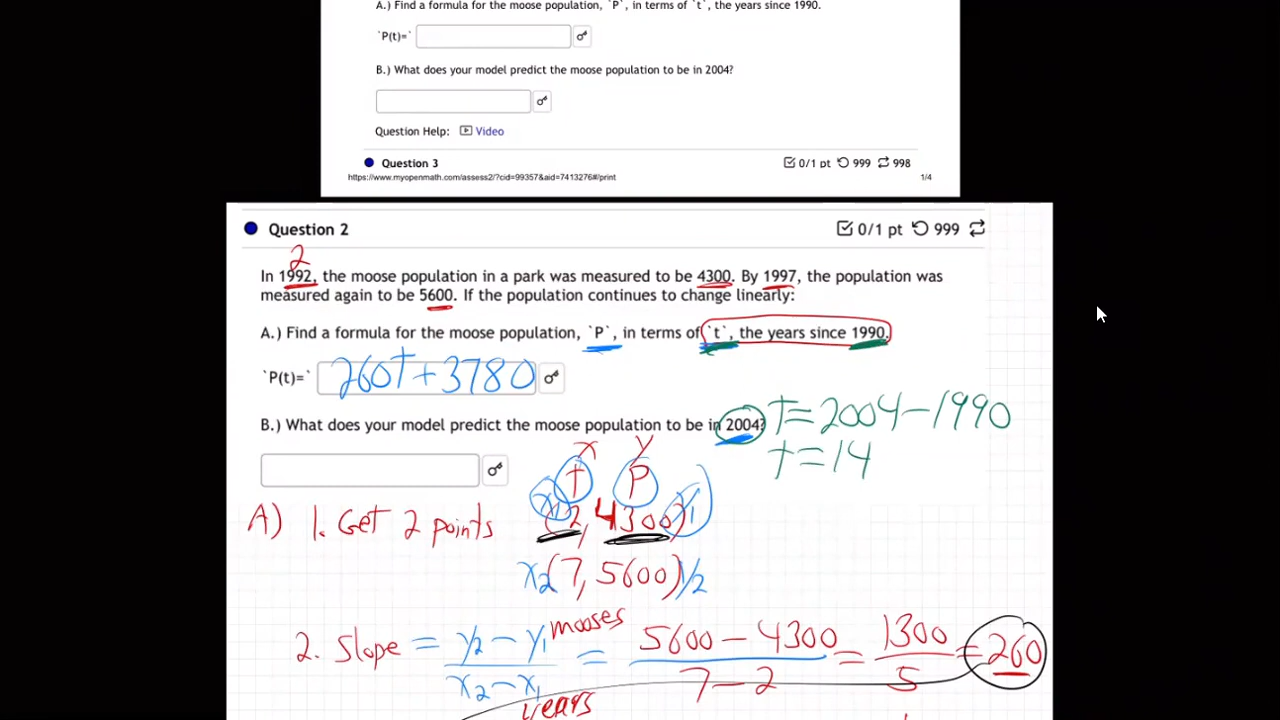 A.) Find a formula for the moose population, `P`, in terms of `t`, the years since 1990.
`P(t)=`
B.) What does your model predict the moose population to be in 2004?
Question Help: Video
Question 3 0/1 pt 999 998
https://www.myopenmath.com/assess2/?cid=99357&aid=7413276#/print 1/4
Question 2 0/1 pt 999
2
In 1992, the moose population in a park was measured to be 4300. By 1997, the population was
measured again to be 5600. If the population continues to change linearly:
A.) Find a formula for the moose population, `P`, in terms of `t`, the years since 1990.
`P(t)=` 260t+3780
B.) What does your model predict the moose population to be in 2004? t=2004-1990
t=14
x y
t P
A) 1. Get 2 points x1(2, 4300)y1
x2(7, 5600)y2
2. Slope = y2-y1 mooses = 5600-4300 = 1300 = 260
x2-x1 7-2 5
years